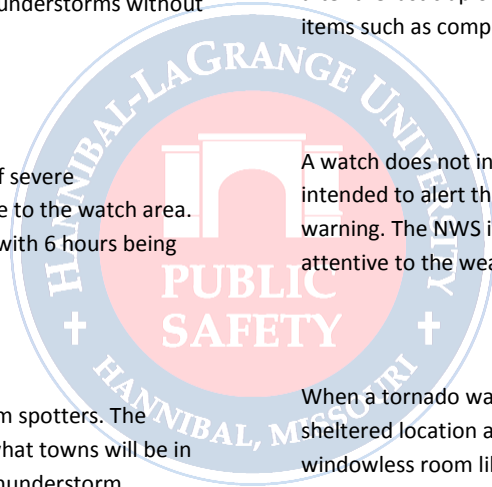 understorms without
f severe
e to the watch area.
with 6 hours being
m spotters. The
what towns will be in
items such as comp
A watch does not in
intended to alert th
warning. The NWS i
attentive to the wea
When a tornado wa
sheltered location a
windowless room li
HANNIBAL-LAGRANGE UNIVERSITY
PUBLIC
SAFETY
HANNIBAL, MISSOURI